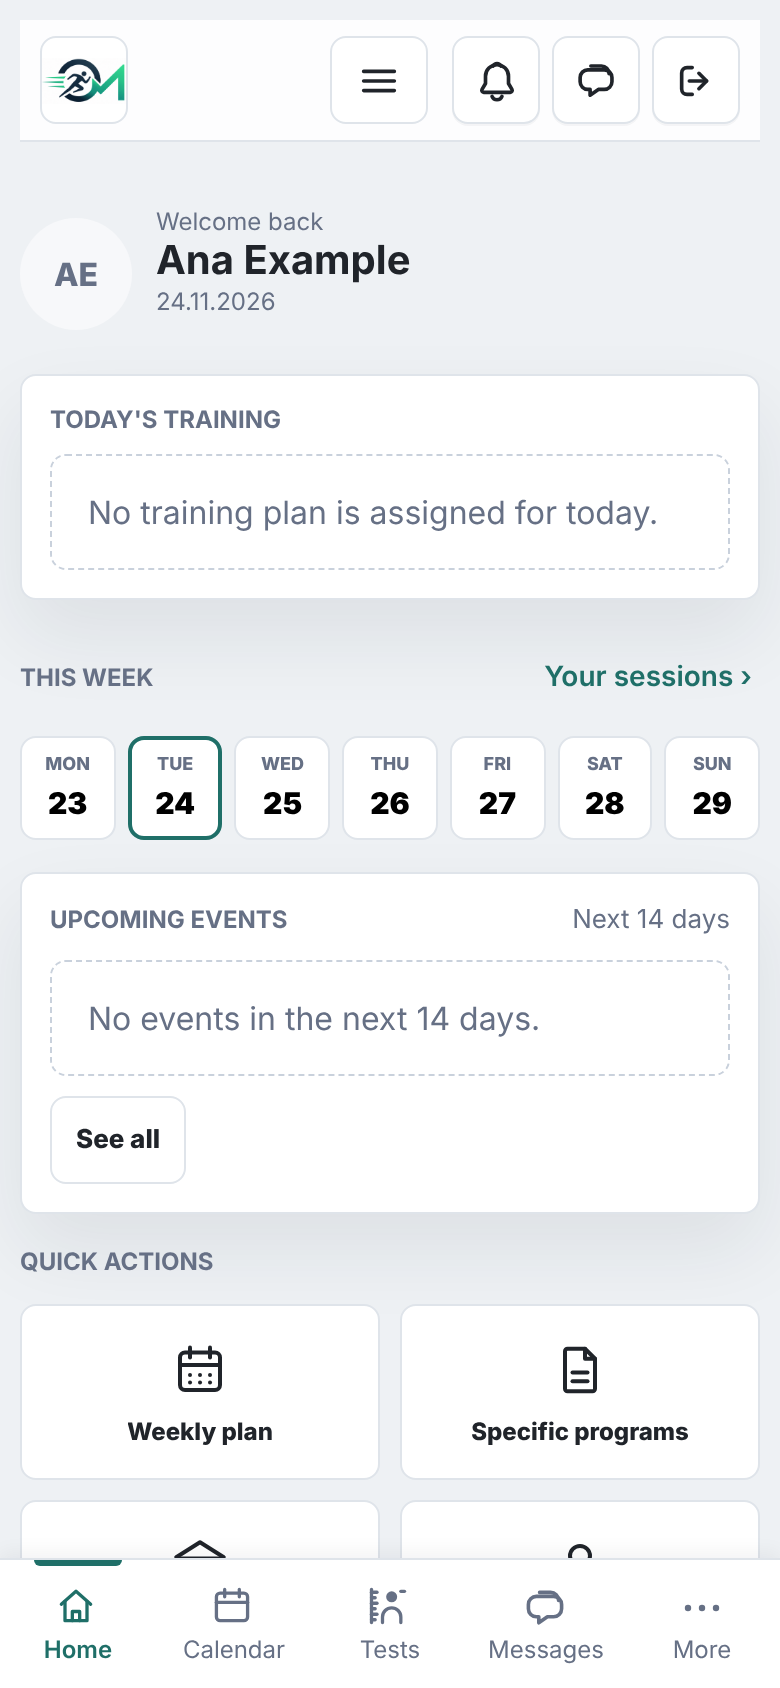 Welcome back
AE
Ana Example
24.11.2026
TODAY'S TRAINING
No training plan is assigned for today.
THIS WEEK
Your sessions ›
MON TUE WED THU FRI SAT SUN
23 24 25 26 27 28 29
UPCOMING EVENTS
Next 14 days
No events in the next 14 days.
See all
QUICK ACTIONS
Weekly plan
Specific programs
Home
Calendar
Tests
Messages
More